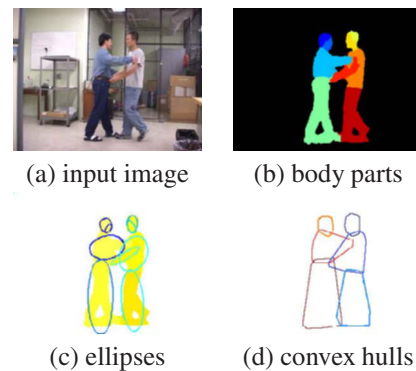 (a) input image
(b) body parts
(c) ellipses
(d) convex hulls